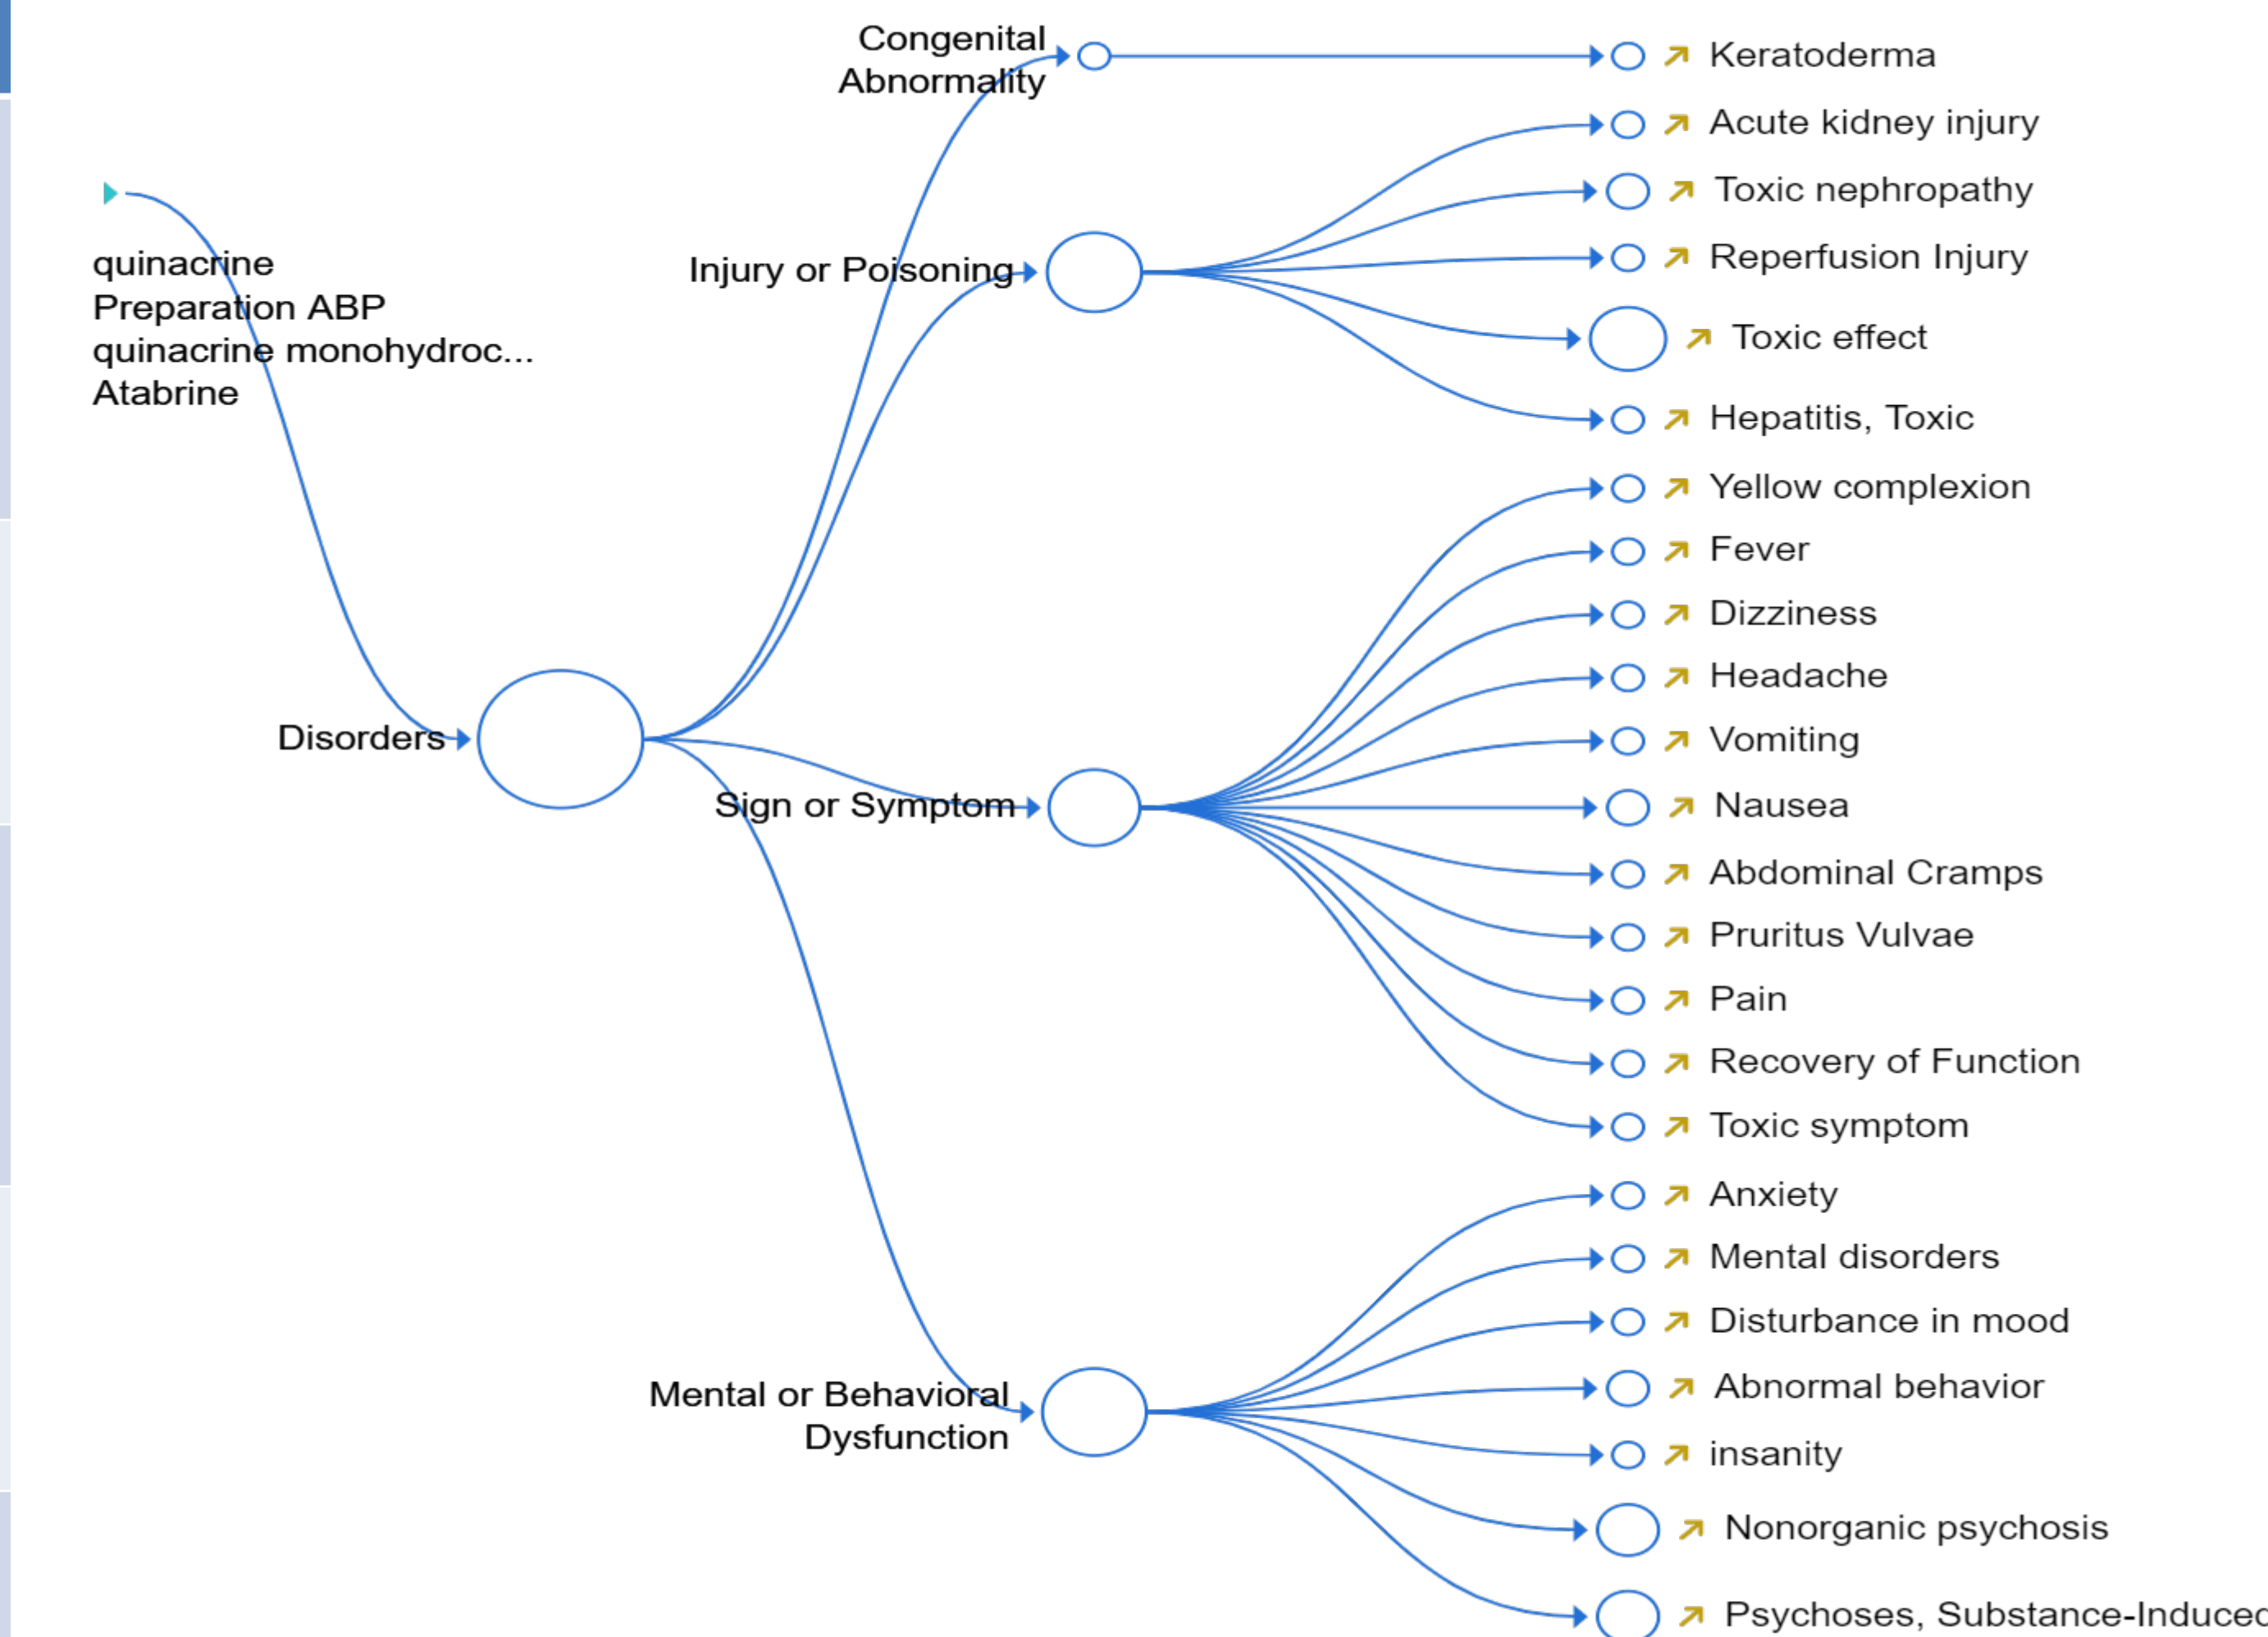 Congenital
Abnormality
Keratoderma
Acute kidney injury
Toxic nephropathy
quinacrine
Preparation ABP
quinacrine monohydroc...
Atabrine
Injury or Poisoning
Reperfusion Injury
Toxic effect
Hepatitis, Toxic
Yellow complexion
Fever
Dizziness
Headache
Disorders
Vomiting
Sign or Symptom
Nausea
Abdominal Cramps
Pruritus Vulvae
Pain
Recovery of Function
Toxic symptom
Anxiety
Mental disorders
Disturbance in mood
Mental or Behavioral
Dysfunction
Abnormal behavior
insanity
Nonorganic psychosis
Psychoses, Substance-Induced